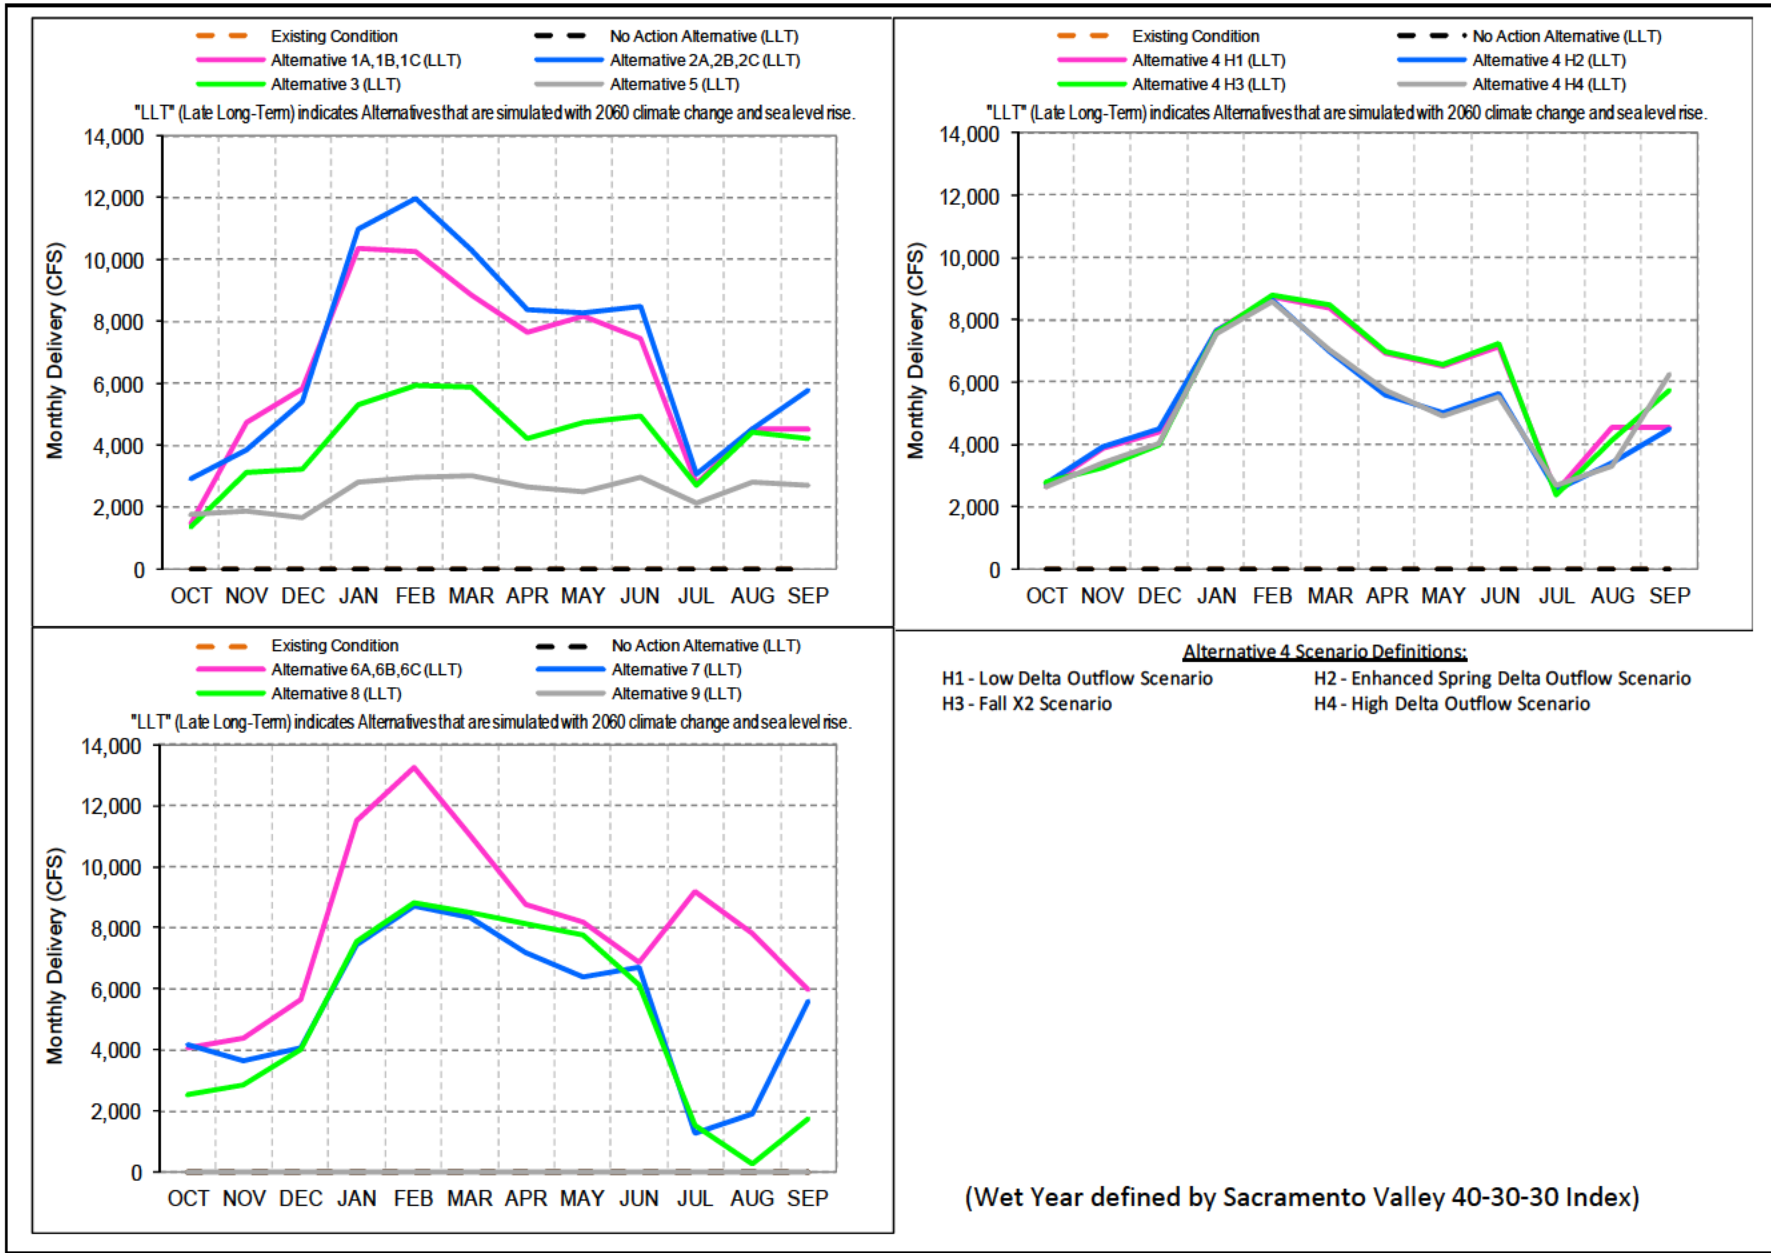 Existing Condition No Action Alternative (LLT)
Alternative 1A,1B,1C (LLT) Alternative 2A,2B,2C (LLT)
Alternative 3 (LLT) Alternative 5 (LLT)
"LLT" (Late Long-Term) indicates Alternatives that are simulated with 2060 climate change and sea level rise.
Monthly Delivery (CFS)
14,000
12,000
10,000
8,000
6,000
4,000
2,000
0
OCT NOV DEC JAN FEB MAR APR MAY JUN JUL AUG SEP
Existing Condition No Action Alternative (LLT)
Alternative 4 H1 (LLT) Alternative 4 H2 (LLT)
Alternative 4 H3 (LLT) Alternative 4 H4 (LLT)
"LLT" (Late Long-Term) indicates Alternatives that are simulated with 2060 climate change and sea level rise.
Monthly Delivery (CFS)
14,000
12,000
10,000
8,000
6,000
4,000
2,000
0
OCT NOV DEC JAN FEB MAR APR MAY JUN JUL AUG SEP
Existing Condition No Action Alternative (LLT)
Alternative 6A,6B,6C (LLT) Alternative 7 (LLT)
Alternative 8 (LLT) Alternative 9 (LLT)
"LLT" (Late Long-Term) indicates Alternatives that are simulated with 2060 climate change and sea level rise.
Monthly Delivery (CFS)
14,000
12,000
10,000
8,000
6,000
4,000
2,000
0
OCT NOV DEC JAN FEB MAR APR MAY JUN JUL AUG SEP
Alternative 4 Scenario Definitions:
H1 - Low Delta Outflow Scenario H2 - Enhanced Spring Delta Outflow Scenario
H3 - Fall X2 Scenario H4 - High Delta Outflow Scenario
(Wet Year defined by Sacramento Valley 40-30-30 Index)